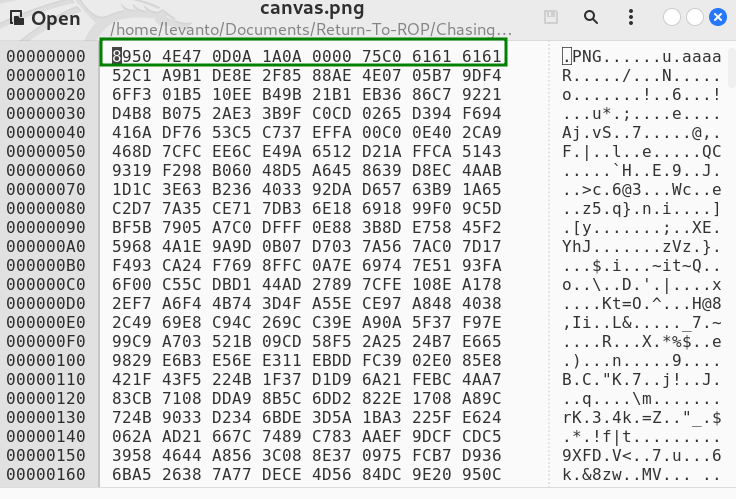 Open
canvas.png
/home/levanto/Documents/Return-To-ROP/Chasing...
00000000 8950 4E47 0D0A 1A0A 0000 75C0 6161 6161 .PNG......u.aaaa
00000010 52C1 A9B1 DE8E 2F85 88AE 4E07 05B7 9DF4 R...../...N.....
00000020 6FF3 01B5 10EE B49B 21B1 EB36 86C7 9221 o.......!..6...!
00000030 D4B8 B075 2AE3 3B9F C0CD 0265 D394 F694 ...u*.;....e....
00000040 416A DF76 53C5 C737 EFFA 00C0 0E40 2CA9 Aj.vS..7.....@,.
00000050 468D 7CFC EE6C E49A 6512 D21A FFCA 5143 F.|..l..e.....QC
00000060 9319 F298 B060 48D5 A645 8639 D8EC 4AAB .....`H..E.9..J.
00000070 1D1C 3E63 B236 4033 92DA D657 63B9 1A65 ..>c.6@3...Wc..e
00000080 C2D7 7A35 CE71 7DB3 6E18 6918 99F0 9C5D ..z5.q}.n.i....]
00000090 BF5B 7905 A7C0 DFFF 0E88 3B8D E758 45F2 .[y.......;..XE.
000000A0 5968 4A1E 9A9D 0B07 D703 7A56 7AC0 7D17 YhJ.......zVz.}.
000000B0 F493 CA24 F769 8FFC 0A7E 6974 7E51 93FA ...$.i...~it~Q..
000000C0 6F00 C55C DBD1 44AD 2789 7CFE 108E A178 o..\..D.'.|....x
000000D0 2EF7 A6F4 4B74 3D4F A55E CE97 A848 4038 ....Kt=O.^...H@8
000000E0 2C49 69E8 C94C 269C C39E A90A 5F37 F97E ,Ii..L&....._7.~
000000F0 99C9 A703 521B 09CD 58F5 2A25 24B7 E665 ....R...X.*%$..e
00000100 9829 E6B3 E56E E311 EBDD FC39 02E0 85E8 .)...n.....9....
00000110 421F 43F5 224B 1F37 D1D9 6A21 FEBC 4AA7 B.C."K.7..j!..J.
00000120 83CB 7108 DDA9 8B5C 6DD2 822E 1708 A89C ..q....\m.......
00000130 724B 9033 D234 6BDE 3D5A 1BA3 225F E624 rK.3.4k.=Z.."_.$
00000140 062A AD21 667C 7489 C783 AAEF 9DCF CDC5 .*.!f|t.........
00000150 3958 4644 A856 3C08 8E37 0975 FCB7 D936 9XFD.V<..7.u...6
00000160 6BA5 2638 7A77 DECE 4D56 84DC 9E20 950C k.&8zw..MV... ..